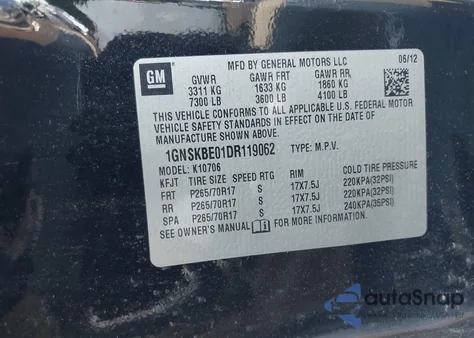 GM
MFD BY GENERAL MOTORS LLC 06/12
GVWR GAWR FRT GAWR RR
3311 KG 1633 KG 1860 KG
7300 LB 3600 LB 4100 LB
THIS VEHICLE CONFORMS TO ALL APPLICABLE U.S. FEDERAL MOTOR
VEHICLE SAFETY AND THEFT PREVENTION STANDARDS IN EFFECT ON THE DATE OF
MANUFACTURE SHOWN ABOVE.
1GNSKBE01DR119062 TYPE: M.P.V.
MODEL: K10706
KFJT TIRE SIZE SPEED RTG RIM COLD TIRE PRESSURE
FRT P265/70R17 S 17X7.5J 220KPA(32PSI)
RR P265/70R17 S 17X7.5J 220KPA(32PSI)
SPA P265/70R17 S 17X7.5J 240KPA(35PSI)
SEE OWNER'S MANUAL FOR MORE INFORMATION.
autoSnap